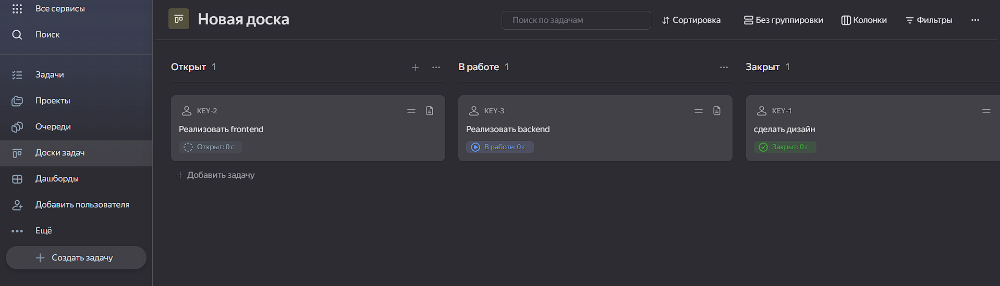 Все сервисы
Поиск
Задачи
Проекты
Очереди
Доски задач
Дашборды
Добавить пользователя
Ещё
Создать задачу
Новая доска
Поиск по задачам
Сортировка
Без группировки
Колонки
Фильтры
Открыт 1
KEY-2
Реализовать frontend
Открыт: 0 с
Добавить задачу
В работе 1
KEY-3
Реализовать backend
В работе: 0 с
Закрыт 1
KEY-1
сделать дизайн
Закрыт: 0 с